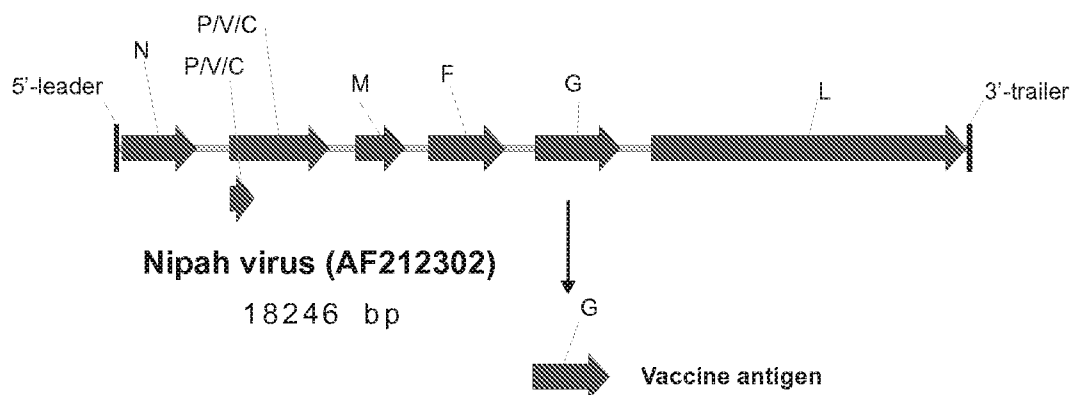 P/V/C
N
P/V/C
5'-leader
M
F
G
L
3'-trailer
Nipah virus (AF212302)
18246 bp
G
Vaccine antigen